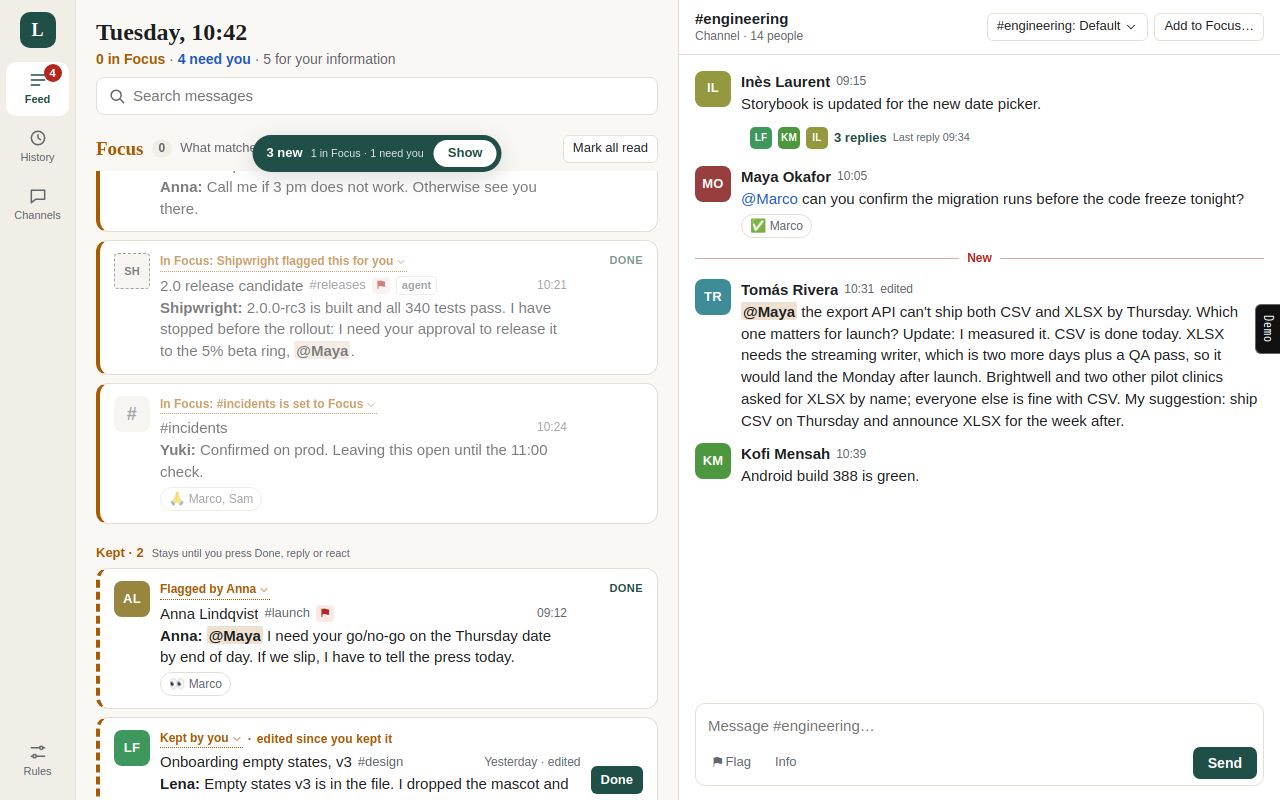 L
4
Feed
History
Channels
Rules
Tuesday, 10:42
0 in Focus · 4 need you · 5 for your information
Search messages
Focus 0 What matche
3 new 1 in Focus · 1 need you Show
Mark all read
Anna: Call me if 3 pm does not work. Otherwise see you
there.
SH
In Focus: Shipwright flagged this for you
DONE
2.0 release candidate #releases agent 10:21
Shipwright: 2.0.0-rc3 is built and all 340 tests pass. I have
stopped before the rollout: I need your approval to release it
to the 5% beta ring, @Maya.
#
In Focus: #incidents is set to Focus
#incidents 10:24
Yuki: Confirmed on prod. Leaving this open until the 11:00
check.
🙏 Marco, Sam
Kept · 2 Stays until you press Done, reply or react
AL
Flagged by Anna
DONE
Anna Lindqvist #launch 09:12
Anna: @Maya I need your go/no-go on the Thursday date
by end of day. If we slip, I have to tell the press today.
👀 Marco
LF
Kept by you · edited since you kept it
Onboarding empty states, v3 #design Yesterday · edited
Lena: Empty states v3 is in the file. I dropped the mascot and
Done
#engineering
Channel · 14 people
#engineering: Default
Add to Focus…
IL
Inès Laurent 09:15
Storybook is updated for the new date picker.
LF KM IL 3 replies Last reply 09:34
MO
Maya Okafor 10:05
@Marco can you confirm the migration runs before the code freeze tonight?
✅ Marco
New
TR
Tomás Rivera 10:31 edited
@Maya the export API can't ship both CSV and XLSX by Thursday. Which
one matters for launch? Update: I measured it. CSV is done today. XLSX
needs the streaming writer, which is two more days plus a QA pass, so it
would land the Monday after launch. Brightwell and two other pilot clinics
asked for XLSX by name; everyone else is fine with CSV. My suggestion: ship
CSV on Thursday and announce XLSX for the week after.
KM
Kofi Mensah 10:39
Android build 388 is green.
Demo
Message #engineering…
Flag Info
Send